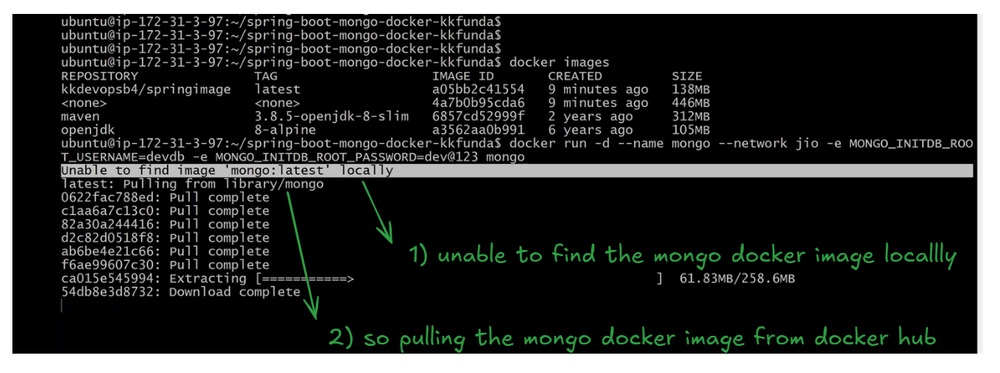 ubuntu@ip-172-31-3-97:~/spring-boot-mongo-docker-kkfunda$
ubuntu@ip-172-31-3-97:~/spring-boot-mongo-docker-kkfunda$
ubuntu@ip-172-31-3-97:~/spring-boot-mongo-docker-kkfunda$
ubuntu@ip-172-31-3-97:~/spring-boot-mongo-docker-kkfunda$ docker images
REPOSITORY TAG IMAGE ID CREATED SIZE
kkdevopsb4/springimage latest a05bb2c41554 9 minutes ago 138MB
<none> <none> 4a7b0b95cda6 9 minutes ago 446MB
maven 3.8.5-openjdk-8-slim 6857cd52999f 2 years ago 312MB
openjdk 8-alpine a3562aa0b991 6 years ago 105MB
ubuntu@ip-172-31-3-97:~/spring-boot-mongo-docker-kkfunda$ docker run -d --name mongo --network jio -e MONGO_INITDB_ROO
T_USERNAME=devdb -e MONGO_INITDB_ROOT_PASSWORD=dev@123 mongo
Unable to find image 'mongo:latest' locally
latest: Pulling from library/mongo
0622fac788ed: Pull complete
c1aa6a7c13c0: Pull complete
82a30a244416: Pull complete
d2c82d0518f8: Pull complete
ab6be4e21c66: Pull complete
f6ae99607c30: Pull complete
ca015e545994: Extracting [===========> ] 61.83MB/258.6MB
54db8e3d8732: Download complete
1) unable to find the mongo docker image locallly
2) so pulling the mongo docker image from docker hub